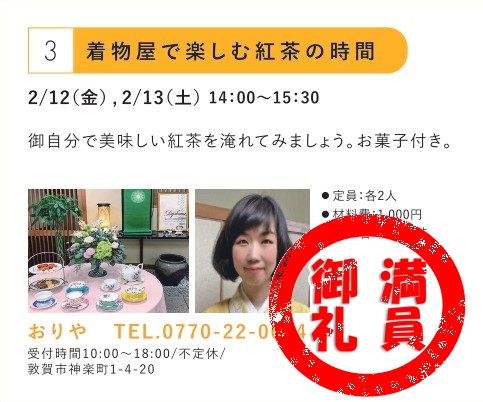 3 着物屋で楽しむ紅茶の時間
2/12(金) , 2/13(土) 14:00〜15:30
御自分で美味しい紅茶を淹れてみましょう。お菓子付き。
● 定員:各2人
● 材料費:1,000円
満員
御礼
おりや TEL.0770-22-0
受付時間10:00〜18:00/不定休/
敦賀市神楽町1-4-20